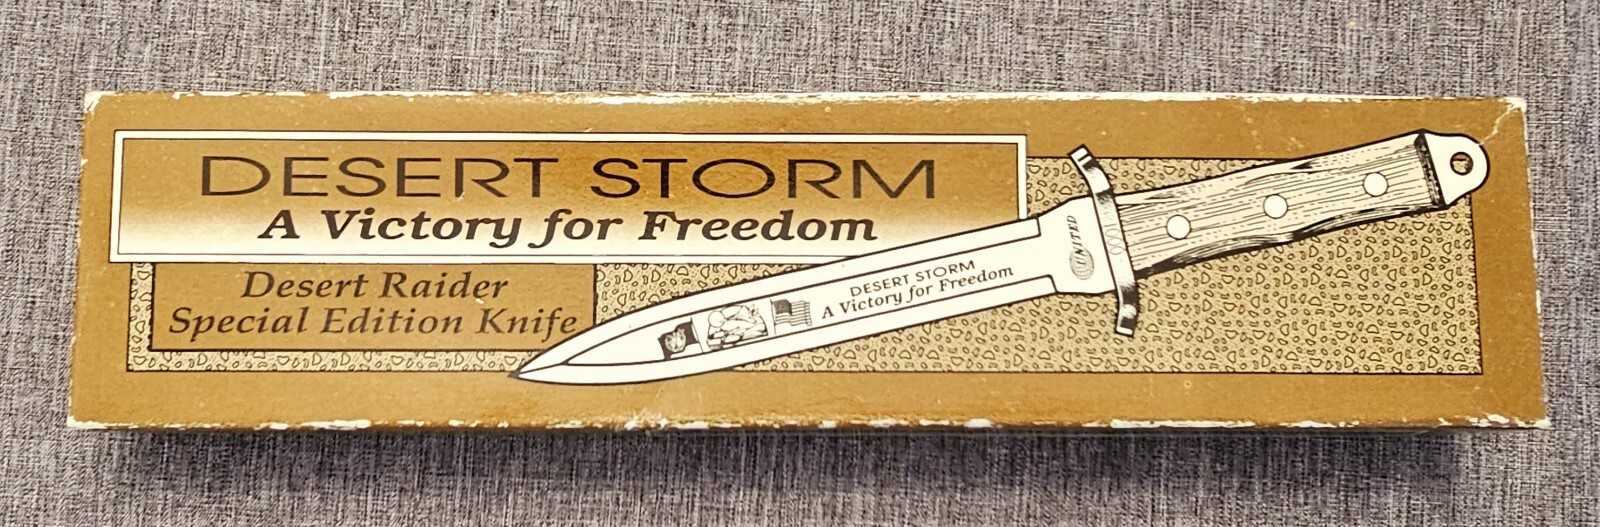 DESERT STORM
A Victory for Freedom
Desert Raider
Special Edition Knife
DESERT STORM
A Victory for Freedom
UNITED